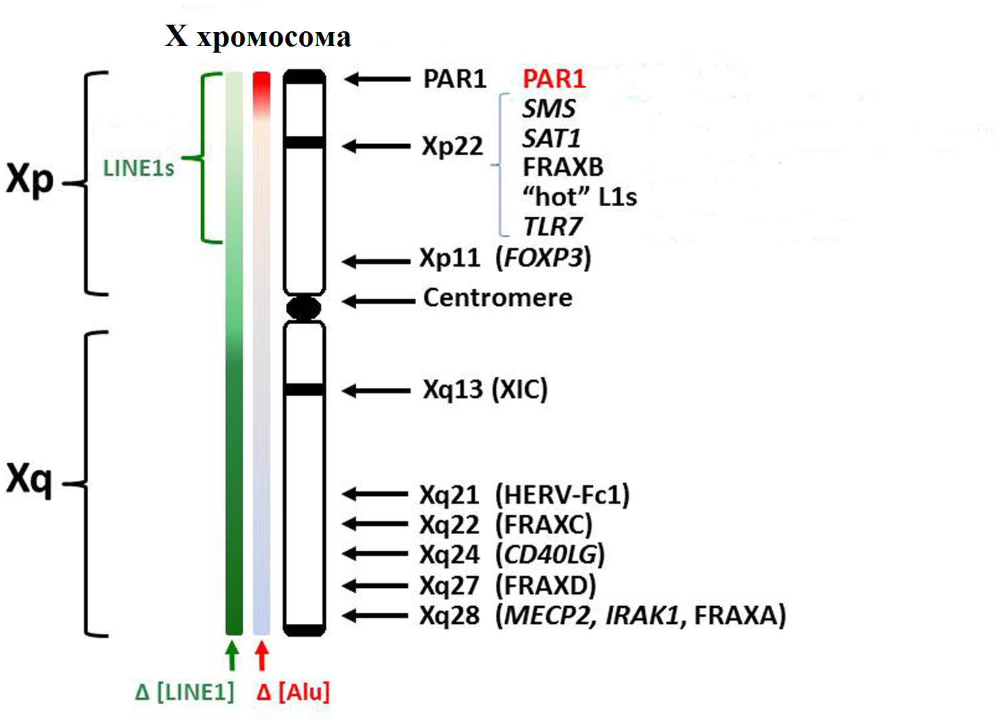 X хромосома
Xp
LINE1s
PAR1 PAR1
SMS
Xp22 SAT1
FRAXB
“hot” L1s
TLR7
Xp11 (FOXP3)
Centromere
Xq
Xq13 (XIC)
Xq21 (HERV-Fc1)
Xq22 (FRAXC)
Xq24 (CD40LG)
Xq27 (FRAXD)
Xq28 (MECP2, IRAK1, FRAXA)
Δ [LINE1] Δ [Alu]